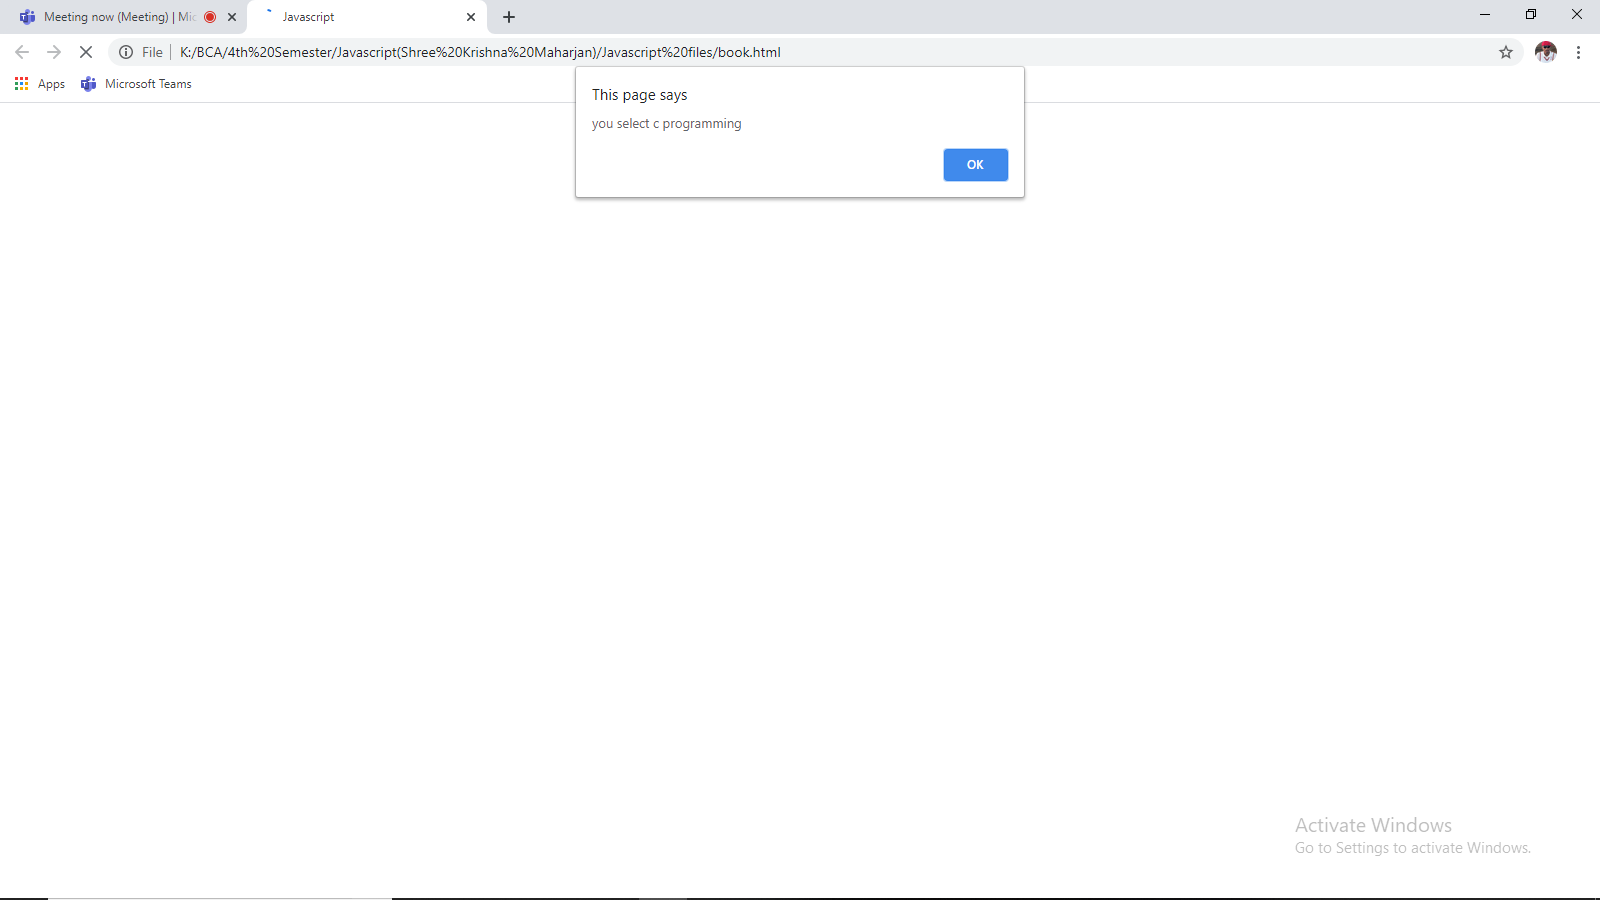 Meeting now (Meeting) | Mic
Javascript
File
K:/BCA/4th%20Semester/Javascript(Shree%20Krishna%20Maharjan)/Javascript%20files/book.html
Apps
Microsoft Teams
This page says
you select c programming
OK
Activate Windows
Go to Settings to activate Windows.